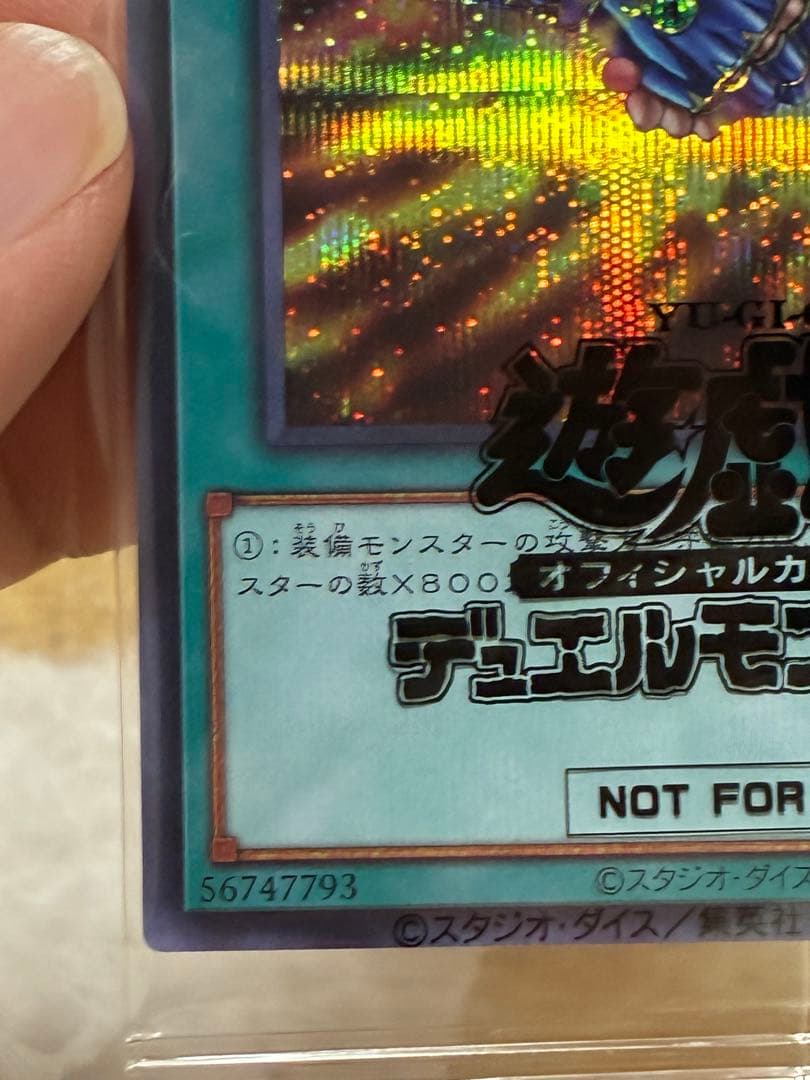 YU-GI-
遊戯
①：装備モンスターの攻撃
スターの数×800
オフィシャルカ
デュエルモン
NOT FOR
56747793
©スタジオ・ダイス
©スタジオ・ダイス／集英社